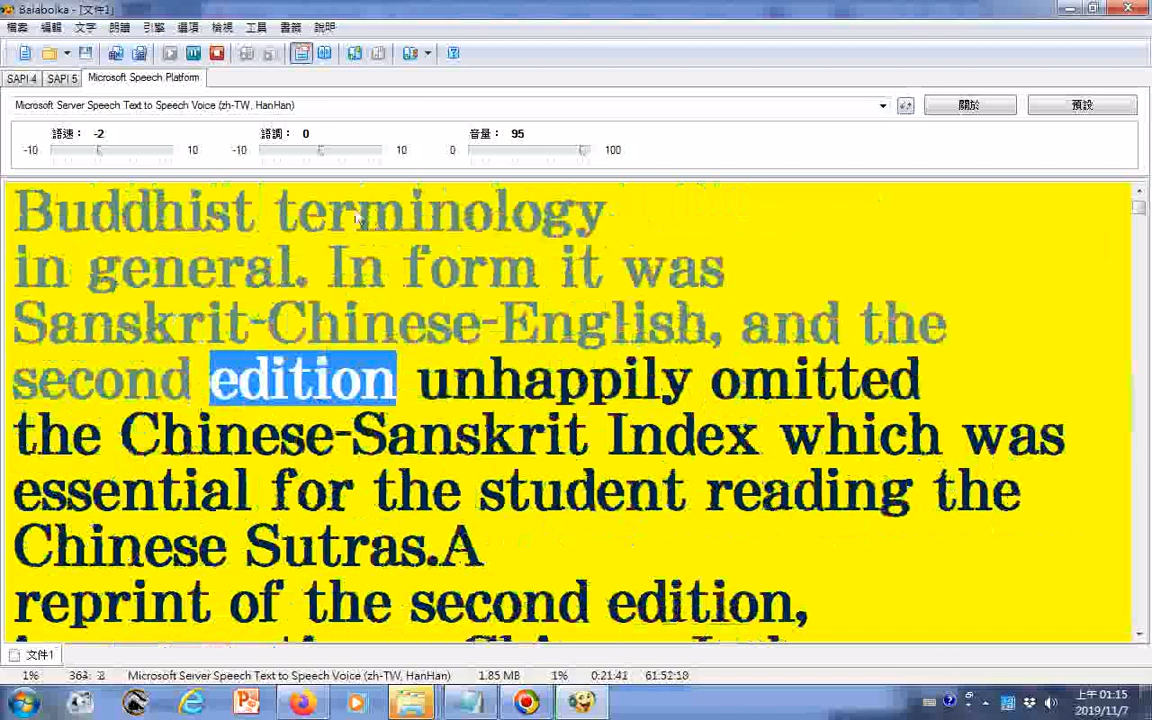 Balabolka - [文件1]
檔案 編輯 文字 朗讀 引擎 選項 檢視 工具 書籤 說明
SAPI 4 SAPI 5 Microsoft Speech Platform
Microsoft Server Speech Text to Speech Voice (zh-TW, HanHan) 關於 預設
語速： -2 語調： 0 音量： 95
-10 10 -10 10 0 100
Buddhist terminology
in general. In form it was
Sanskrit-Chinese-English, and the
second edition unhappily omitted
the Chinese-Sanskrit Index which was
essential for the student reading the
Chinese Sutras.A
reprint of the second edition,
文件1
1% 363: 2 Microsoft Server Speech Text to Speech Voice (zh-TW, HanHan) 1.85 MB 1% 0:21:41 61:52:18
上午 01:15
2019/11/7